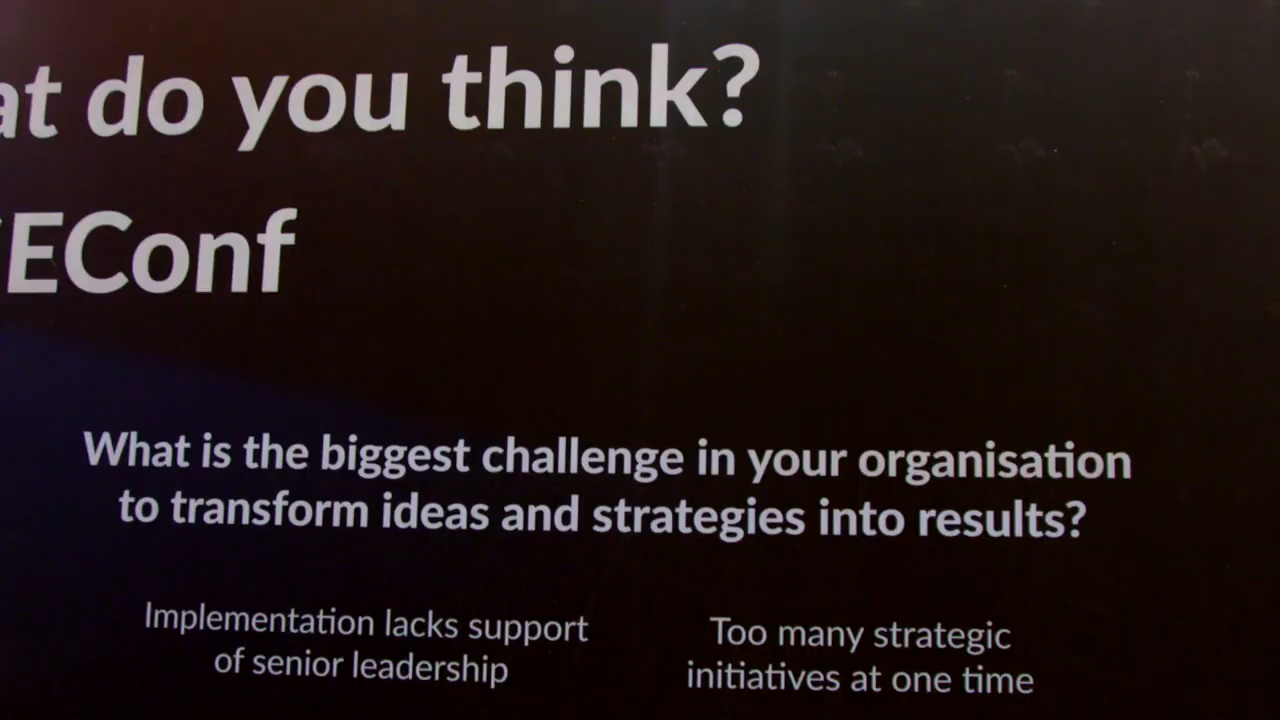 at do you think?
EConf
What is the biggest challenge in your organisation
to transform ideas and strategies into results?
Implementation lacks support
of senior leadership
Too many strategic
initiatives at one time